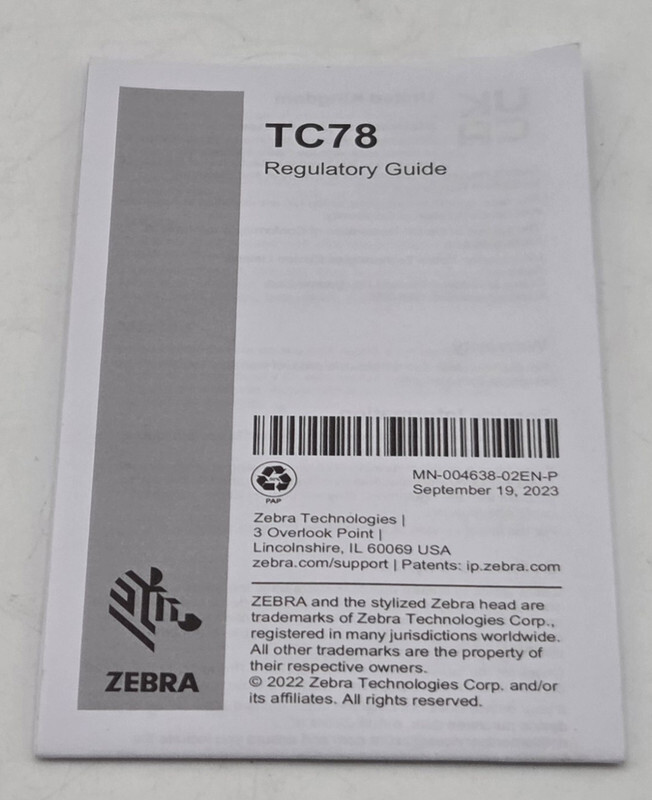 TC78
Regulatory Guide
MN-004638-02EN-P
September 19, 2023
PAP
Zebra Technologies |
3 Overlook Point |
Lincolnshire, IL 60069 USA
zebra.com/support | Patents: ip.zebra.com
ZEBRA and the stylized Zebra head are
trademarks of Zebra Technologies Corp.,
registered in many jurisdictions worldwide.
All other trademarks are the property of
their respective owners.
© 2022 Zebra Technologies Corp. and/or
its affiliates. All rights reserved.
ZEBRA